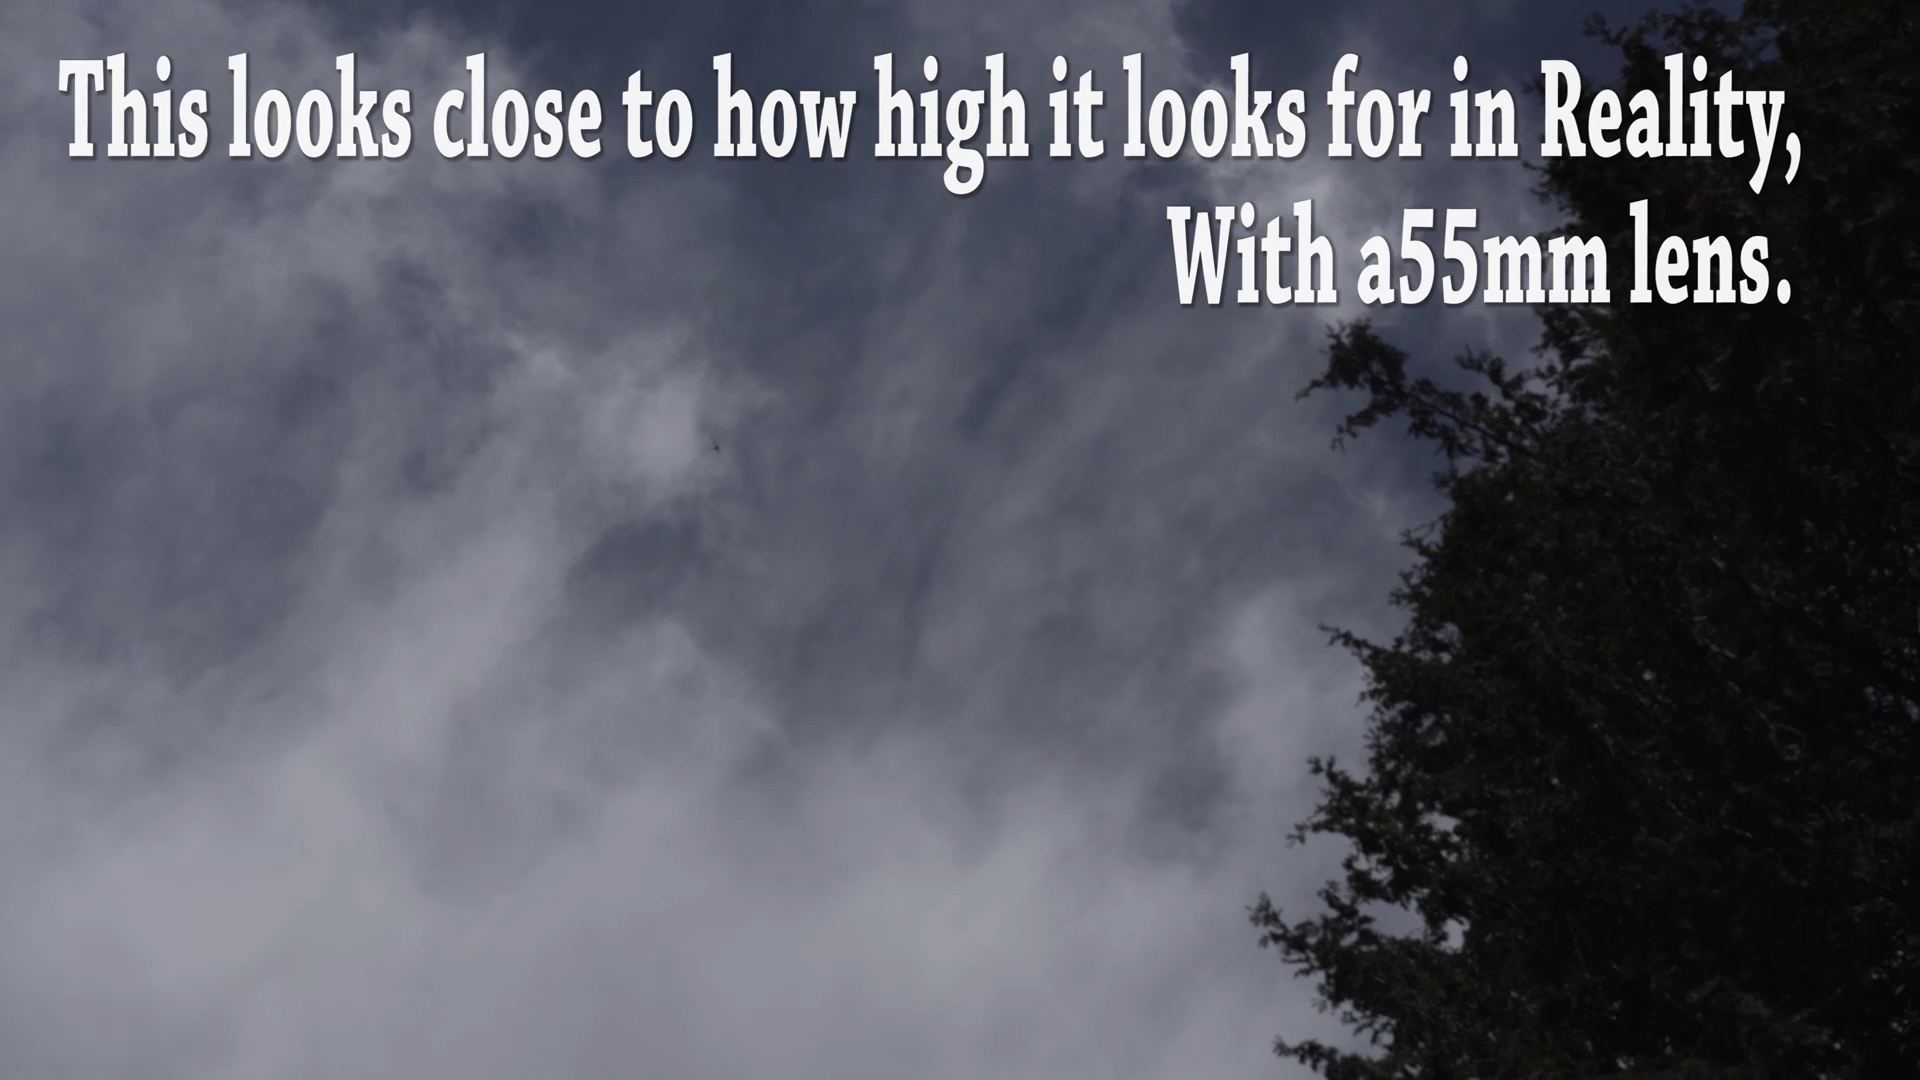 This looks close to how high it looks for in Reality,
With a55mm lens.